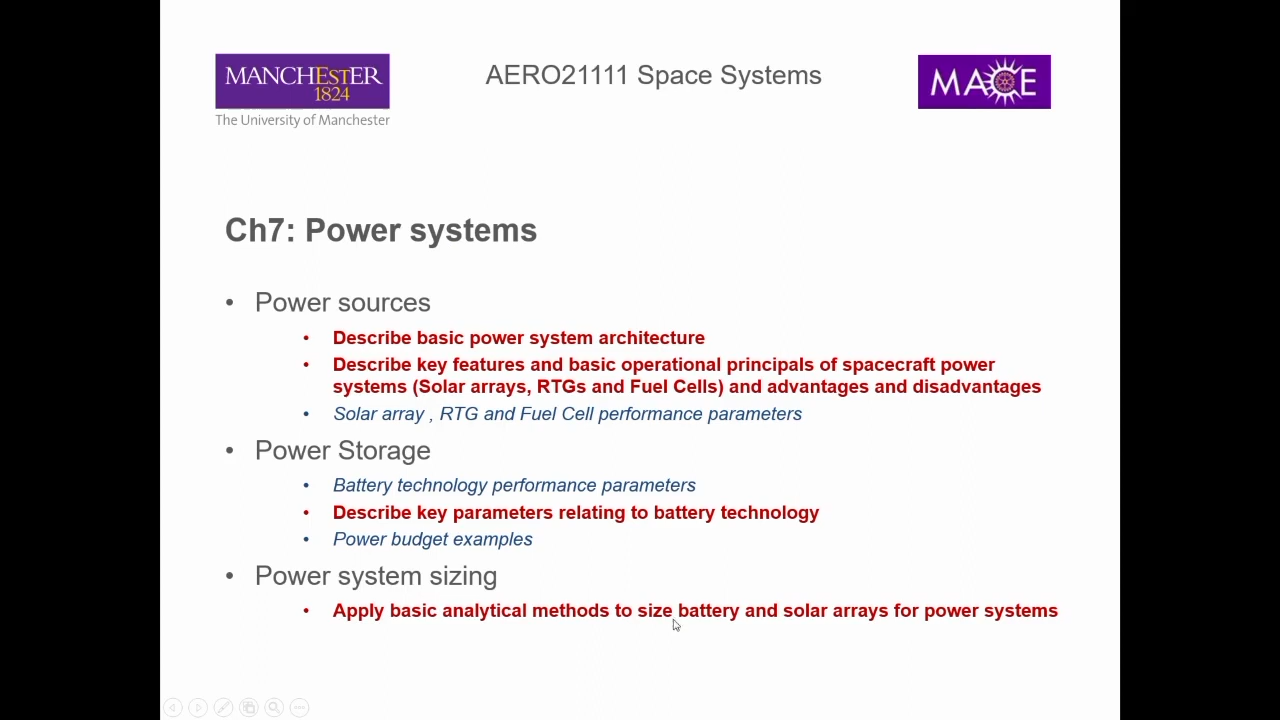 MANCHESTER
1824
The University of Manchester
AERO21111 Space Systems
MACE
Ch7: Power systems
• Power sources
• Describe basic power system architecture
• Describe key features and basic operational principals of spacecraft power
systems (Solar arrays, RTGs and Fuel Cells) and advantages and disadvantages
• Solar array , RTG and Fuel Cell performance parameters
• Power Storage
• Battery technology performance parameters
• Describe key parameters relating to battery technology
• Power budget examples
• Power system sizing
• Apply basic analytical methods to size battery and solar arrays for power systems